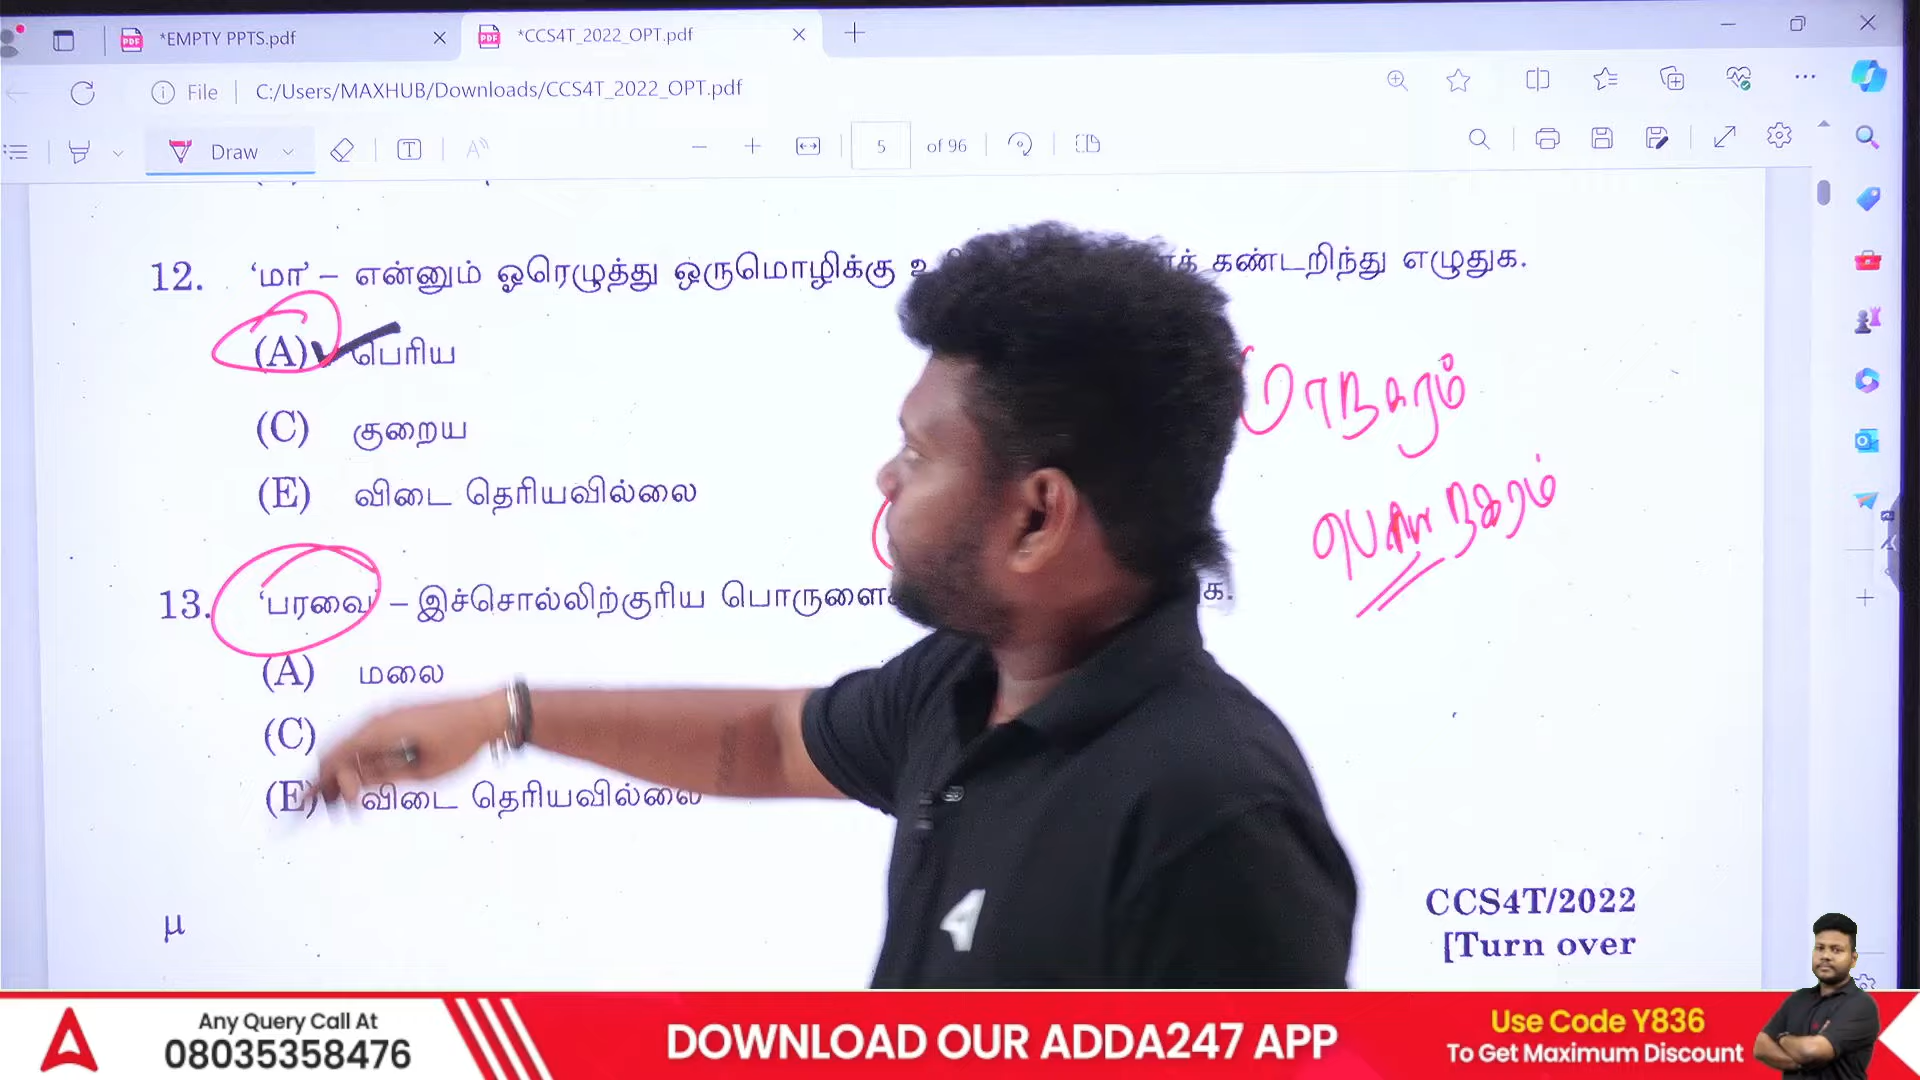 *EMPTY PPTS.pdf
*CCS4T_2022_OPT.pdf
File
C:/Users/MAXHUB/Downloads/CCS4T_2022_OPT.pdf
Draw
5 of 96
12. ‘மா’ – என்னும் ஓரெழுத்து ஒருமொழிக்கு கண்டறிந்து எழுதுக.
(A) பெரிய
(C) குறைய
(E) விடை தெரியவில்லை
மாநகரம்
நகரம்
13. ‘பரவை’ – இச்சொல்லிற்குரிய
(A) மலை
(C)
(E) விடை தெரியவில்லை
µ
CCS4T/2022
[Turn over
Any Query Call At
08035358476
DOWNLOAD OUR ADDA247 APP
Use Code Y836
To Get Maximum Discount